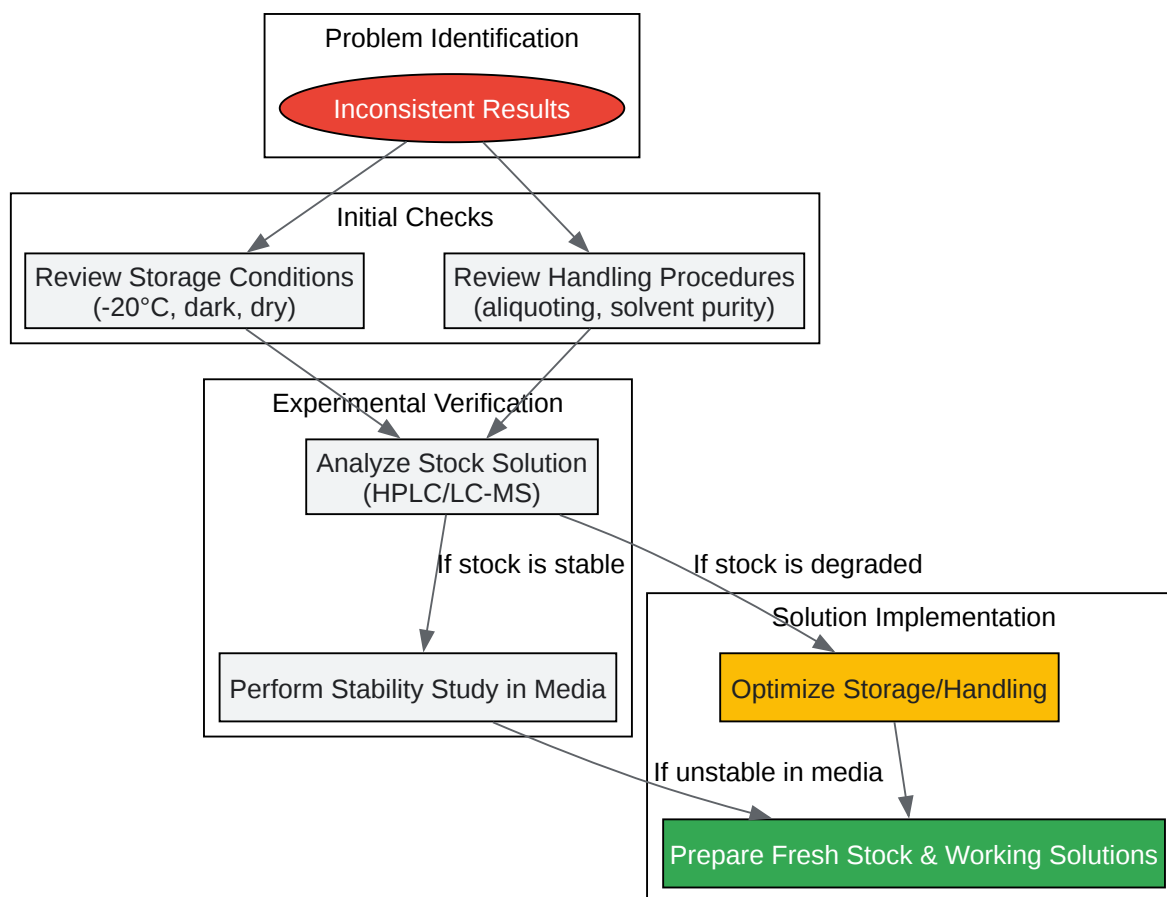 Problem Identification
Inconsistent Results
Initial Checks
Review Storage Conditions
(-20°C, dark, dry)
Review Handling Procedures
(aliquoting, solvent purity)
Experimental Verification
Analyze Stock Solution
(HPLC/LC-MS)
If stock is stable
If stock is degraded
Solution Implementation
Perform Stability Study in Media
Optimize Storage/Handling
If unstable in media
Prepare Fresh Stock & Working Solutions